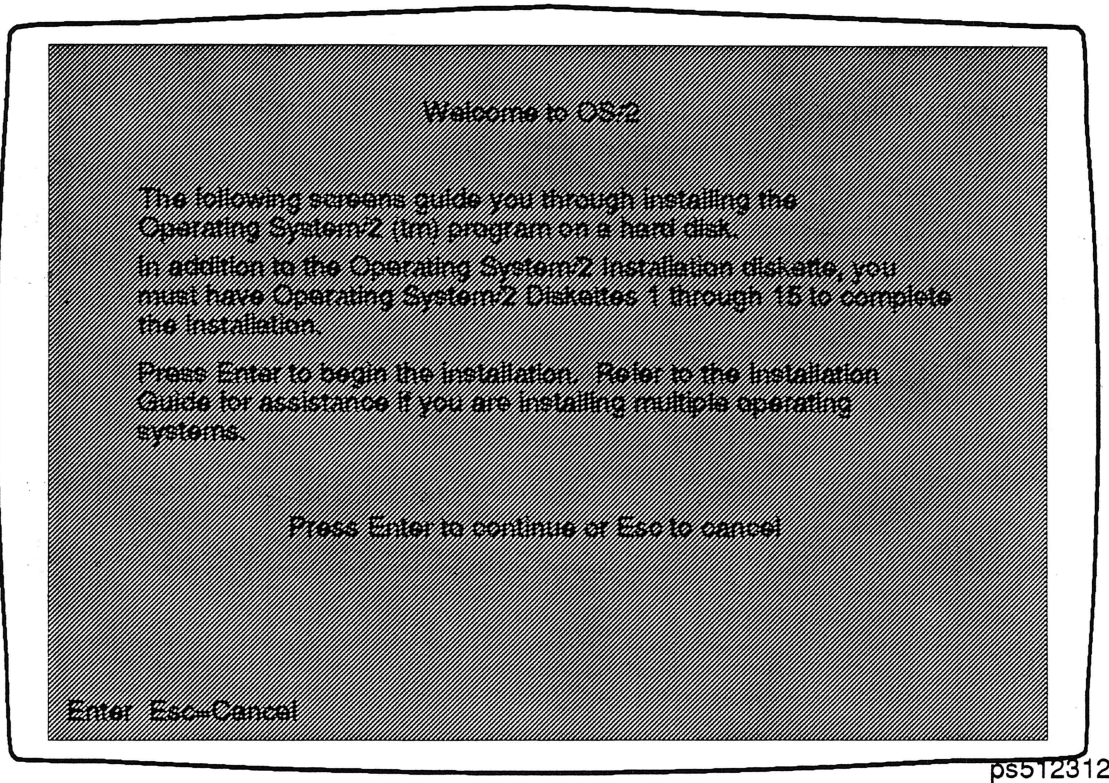 Welcome to OS/2
The following screens guide you through installing the
Operating System/2 (tm) program on a hard disk.
In addition to the Operating System/2 Installation diskette, you
must have Operating System/2 Diskettes 1 through 15 to complete
the installation.
Press Enter to begin the installation. Refer to the Installation
Guide for assistance if you are installing multiple operating
systems.
Press Enter to continue or Esc to cancel
Enter Esc=Cancel
ps512312